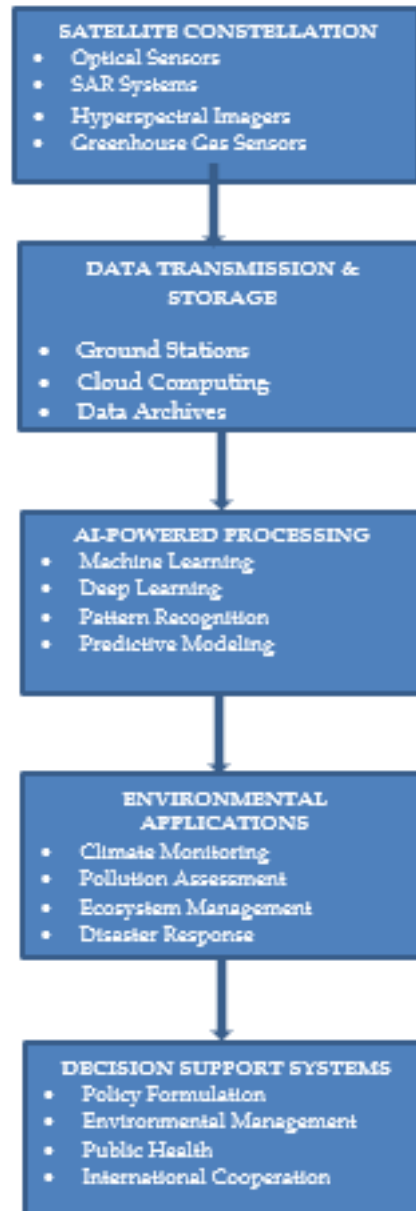 SATELLITE CONSTELLATION
• Optical Sensors
• SAR Systems
• Hyperspectral Imagers
• Greenhouse Gas Sensors
DATA TRANSMISSION &
STORAGE
• Ground Stations
• Cloud Computing
• Data Archives
AI-POWERED PROCESSING
• Machine Learning
• Deep Learning
• Pattern Recognition
• Predictive Modeling
ENVIRONMENTAL
APPLICATIONS
• Climate Monitoring
• Pollution Assessment
• Ecosystem Management
• Disaster Response
DECISION SUPPORT SYSTEMS
• Policy Formulation
• Environmental Management
• Public Health
• International Cooperation